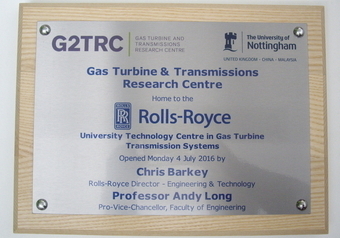 G2TRC
GAS TURBINE AND
TRANSMISSIONS
RESEARCH CENTRE
The University of
Nottingham
UNITED KINGDOM · CHINA · MALAYSIA
Gas Turbine & Transmissions
Research Centre
Home to the
Rolls-Royce
University Technology Centre in Gas Turbine
Transmission Systems
Opened Monday 4 July 2016 by
Chris Barkey
Rolls-Royce Director - Engineering & Technology
Professor Andy Long
Pro-Vice-Chancellor, Faculty of Engineering